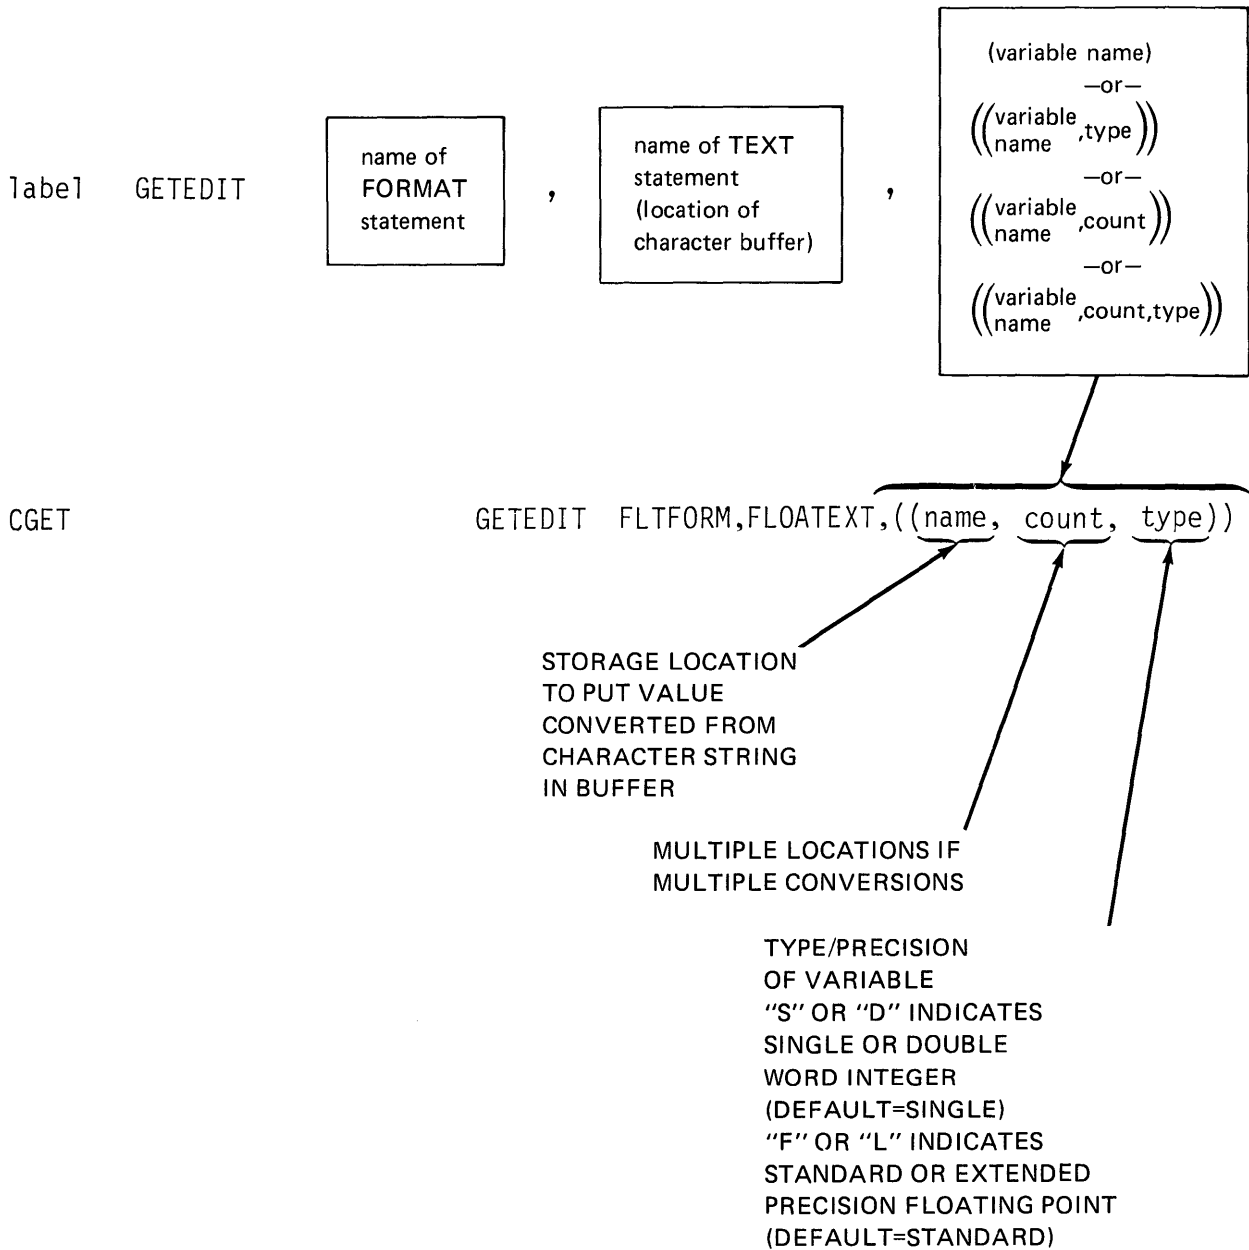 label GETEDIT
name of
FORMAT
statement
,
name of TEXT
statement
(location of
character buffer)
,
(variable name)
—or—
((variable name ,type))
—or—
((variable name ,count))
—or—
((variable name ,count,type))
CGET GETEDIT FLTFORM,FLOATEXT,((name, count, type))
STORAGE LOCATION
TO PUT VALUE
CONVERTED FROM
CHARACTER STRING
IN BUFFER
MULTIPLE LOCATIONS IF
MULTIPLE CONVERSIONS
TYPE/PRECISION
OF VARIABLE
"S" OR "D" INDICATES
SINGLE OR DOUBLE
WORD INTEGER
(DEFAULT=SINGLE)
"F" OR "L" INDICATES
STANDARD OR EXTENDED
PRECISION FLOATING POINT
(DEFAULT=STANDARD)